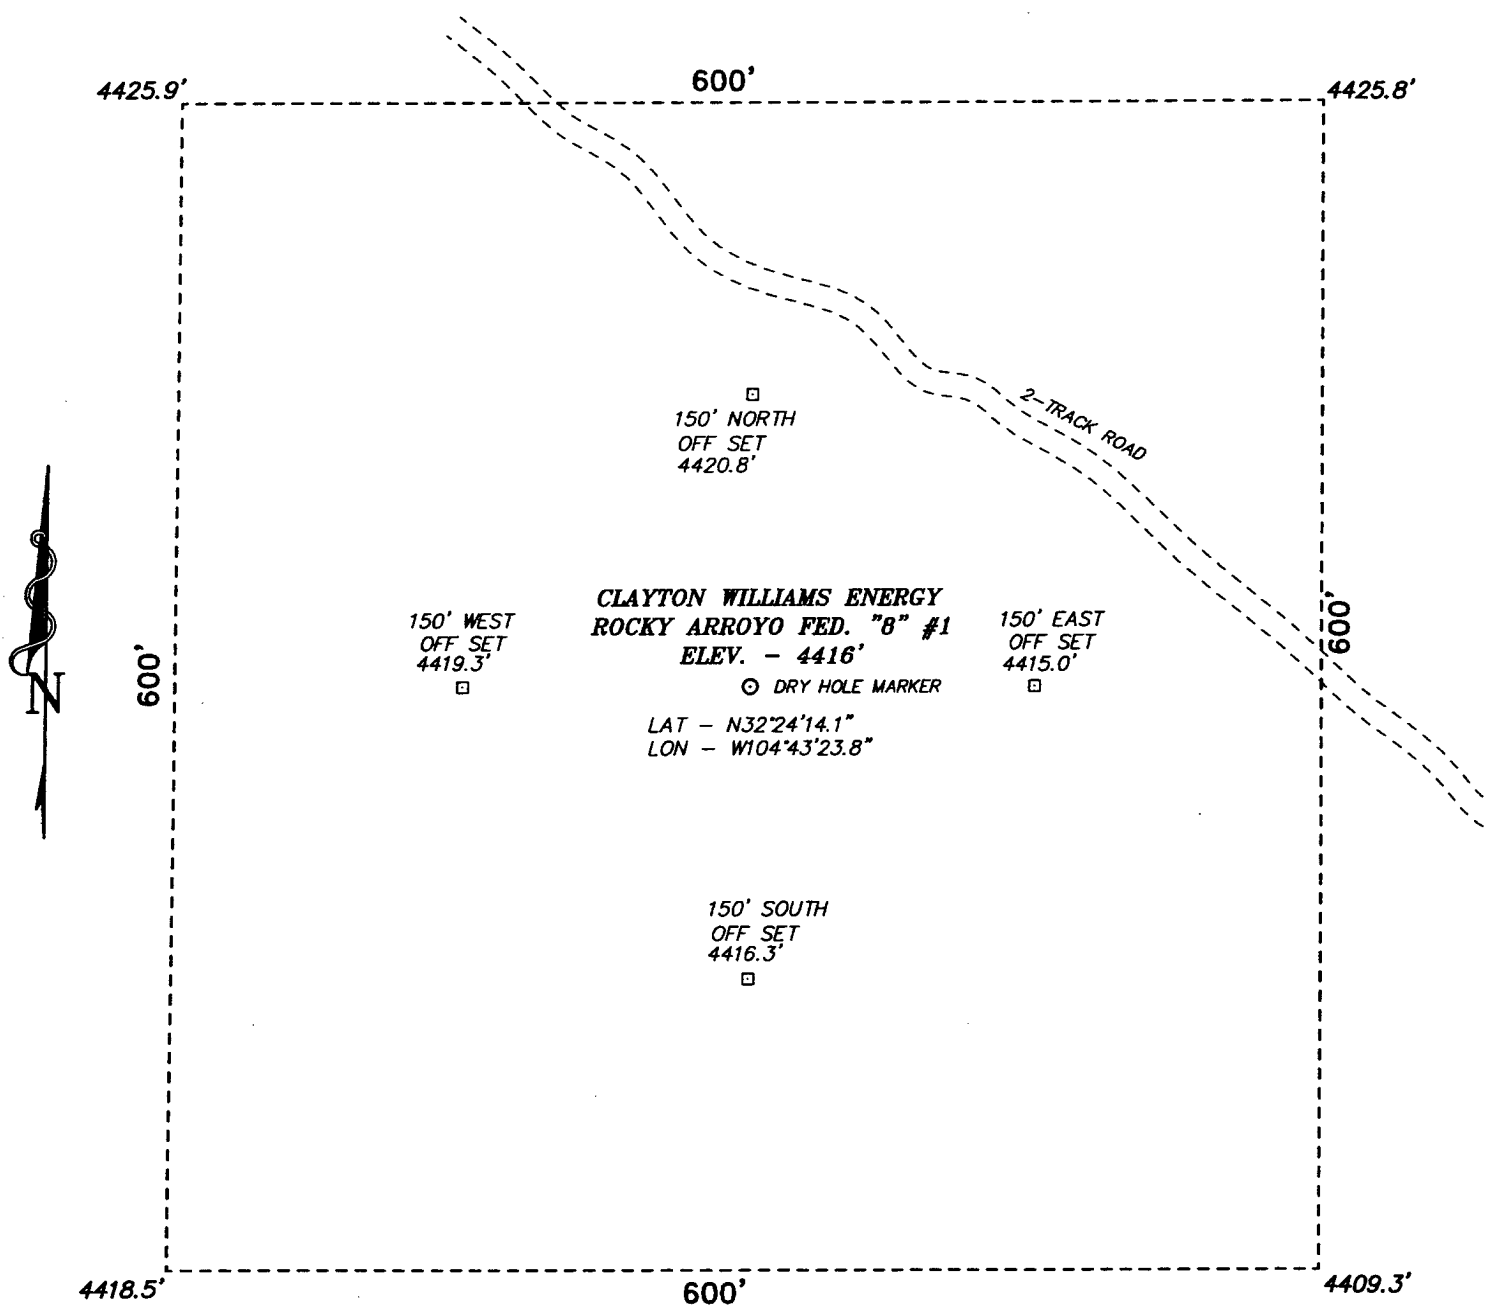 600'
4425.9'
4425.8'
2-TRACK ROAD
150' NORTH
OFF SET
4420.8'
CLAYTON WILLIAMS ENERGY
ROCKY ARROYO FED. "8" #1
ELEV. - 4416'
150' WEST
OFF SET
4419.3'
150' EAST
OFF SET
4415.0'
600'
600'
N
DRY HOLE MARKER
LAT - N32°24'14.1"
LON - W104°43'23.8"
150' SOUTH
OFF SET
4416.3'
4418.5'
600'
4409.3'